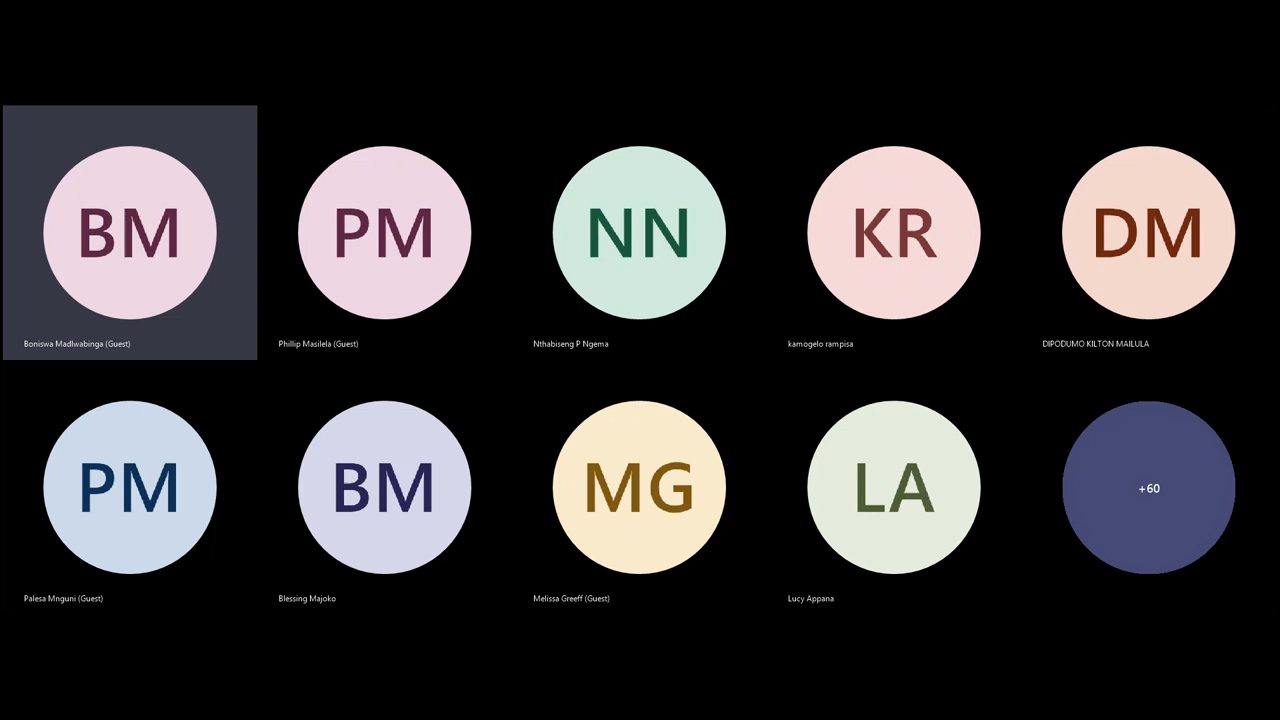 BM
PM
NN
KR
DM
Boniswa Madlwabinga (Guest)
Phillip Masilela (Guest)
Nthabiseng P Ngema
kamogelo rampisa
DIPODUMO KILTON MAILULA
PM
BM
MG
LA
+60
Palesa Mnguni (Guest)
Blessing Majoko
Melissa Greeff (Guest)
Lucy Appana